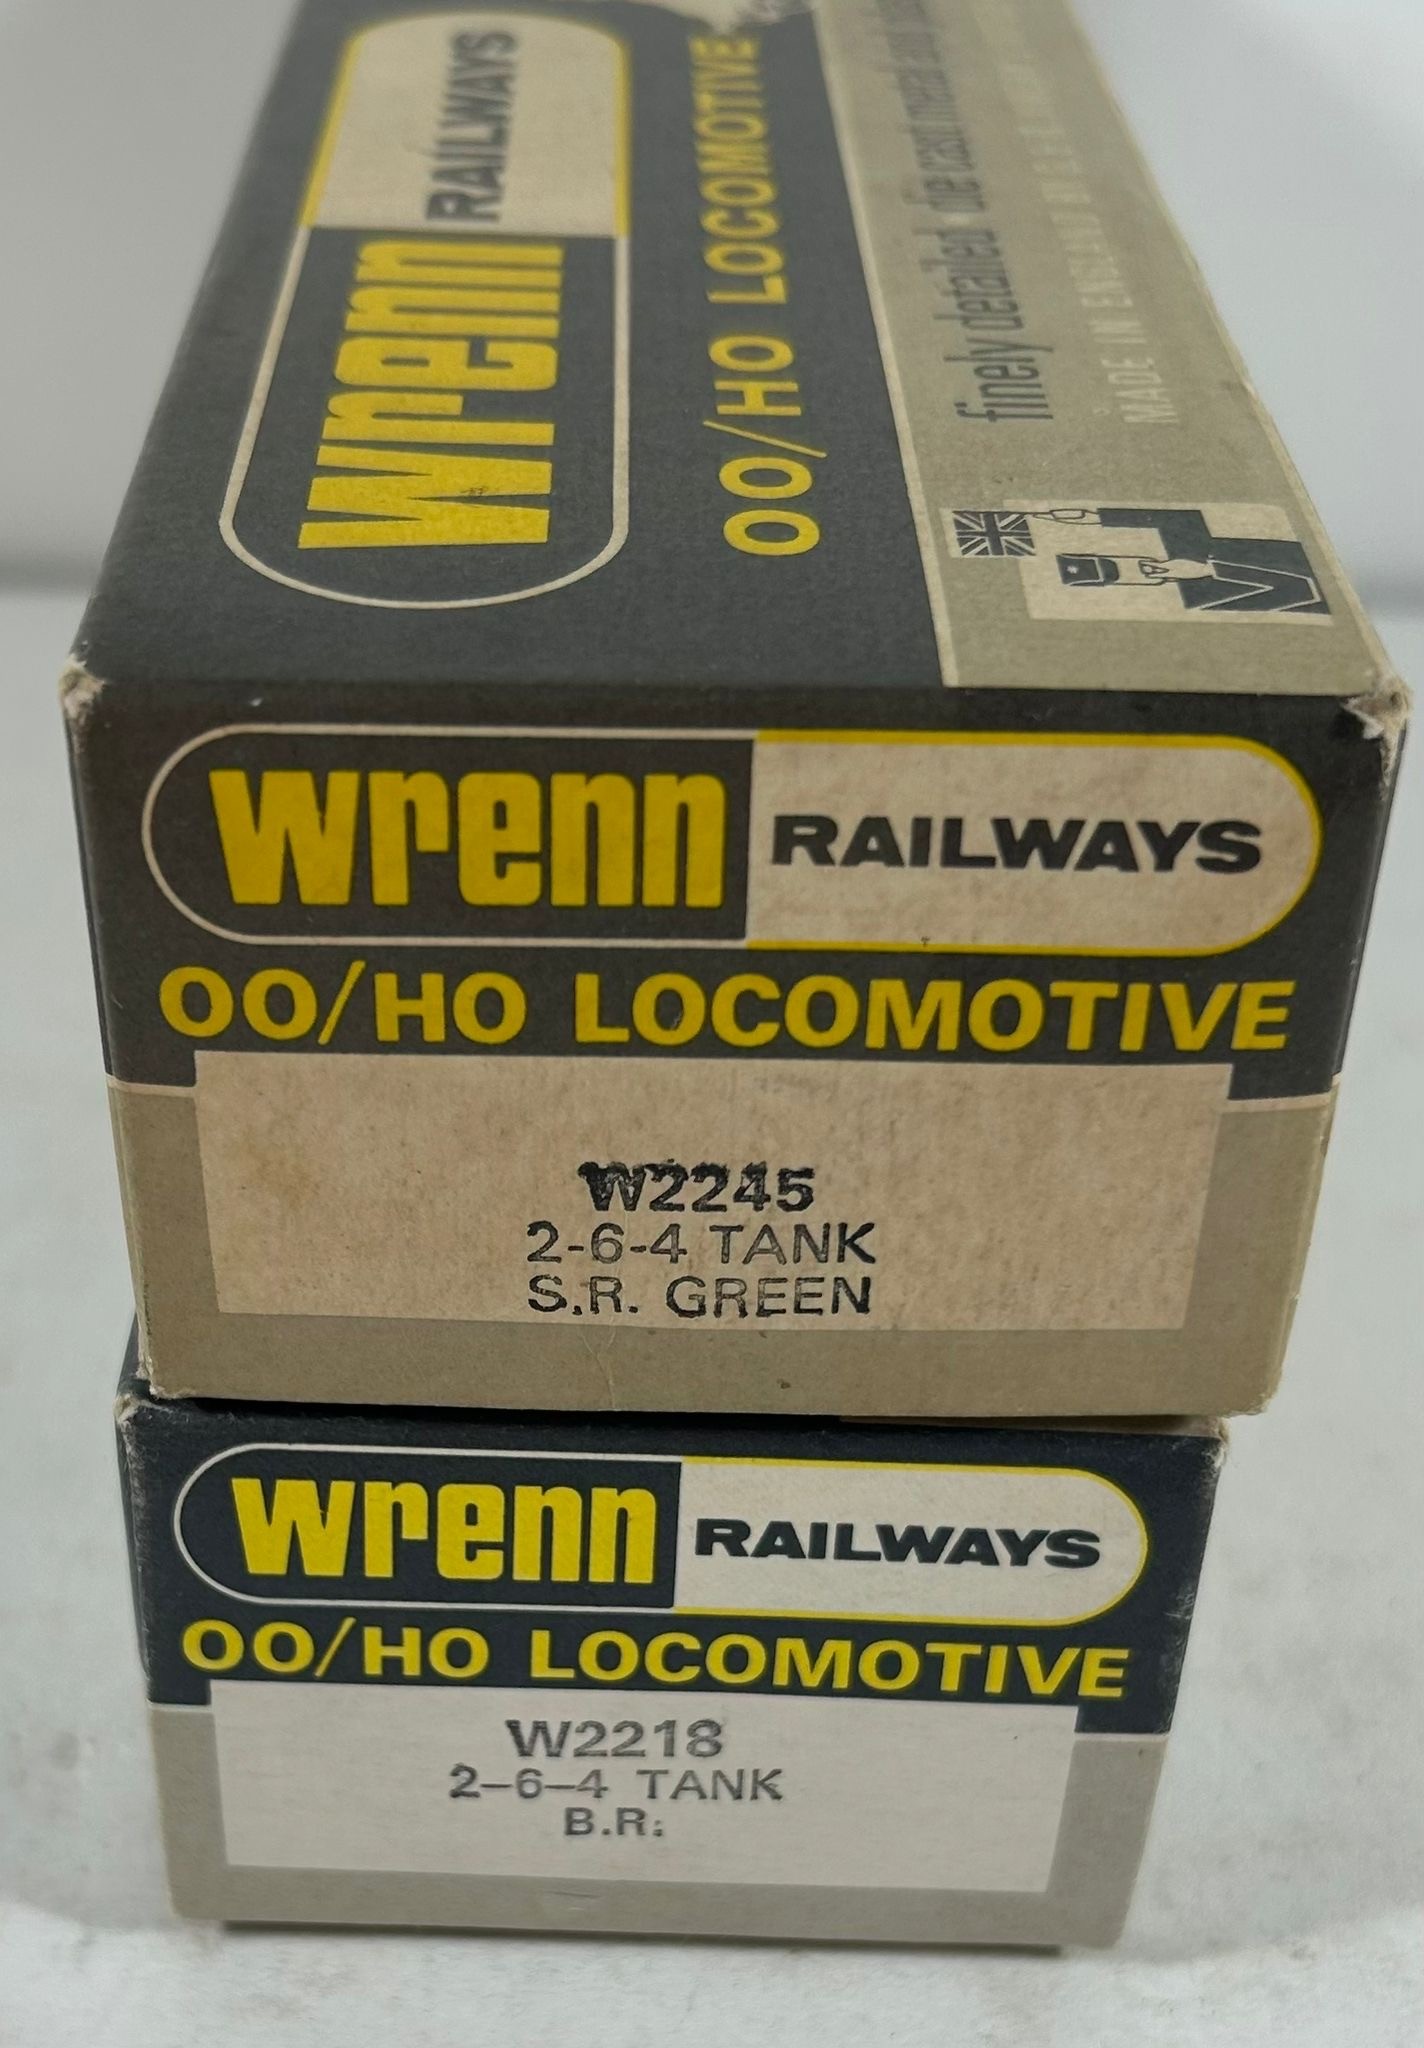 wrenn RAILWAYS
OO/HO LOCOMOTIVE
finely detailed die cast metal and
MADE IN ENGLAND
wrenn RAILWAYS
OO/HO LOCOMOTIVE
W2245
2-6-4 TANK
S.R. GREEN
wrenn RAILWAYS
OO/HO LOCOMOTIVE
W2218
2-6-4 TANK
B.R.